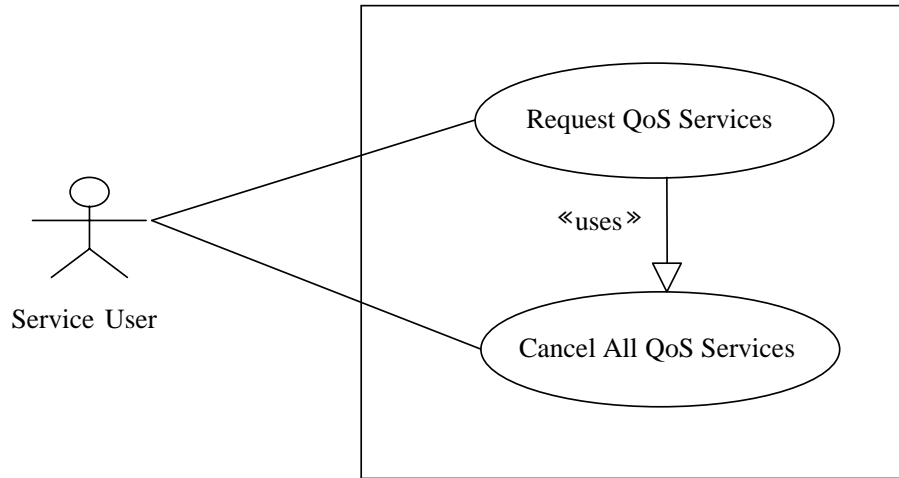 Request QoS Services
«uses»
Service User
Cancel All QoS Services